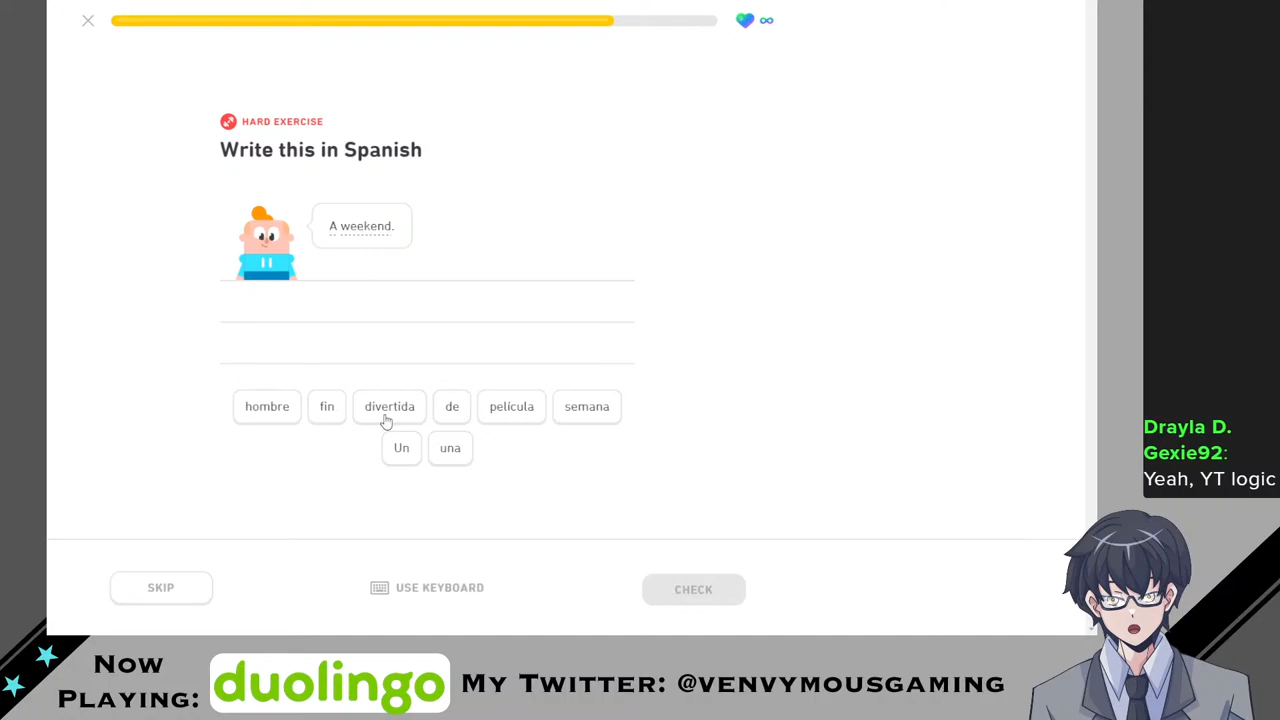 HARD EXERCISE
Write this in Spanish
A weekend.
hombre fin divertida de película semana
Un una
SKIP USE KEYBOARD CHECK
Drayla D.
Gexie92:
Yeah, YT logic
Now
Playing: duolingo My Twitter: @venvymousgaming